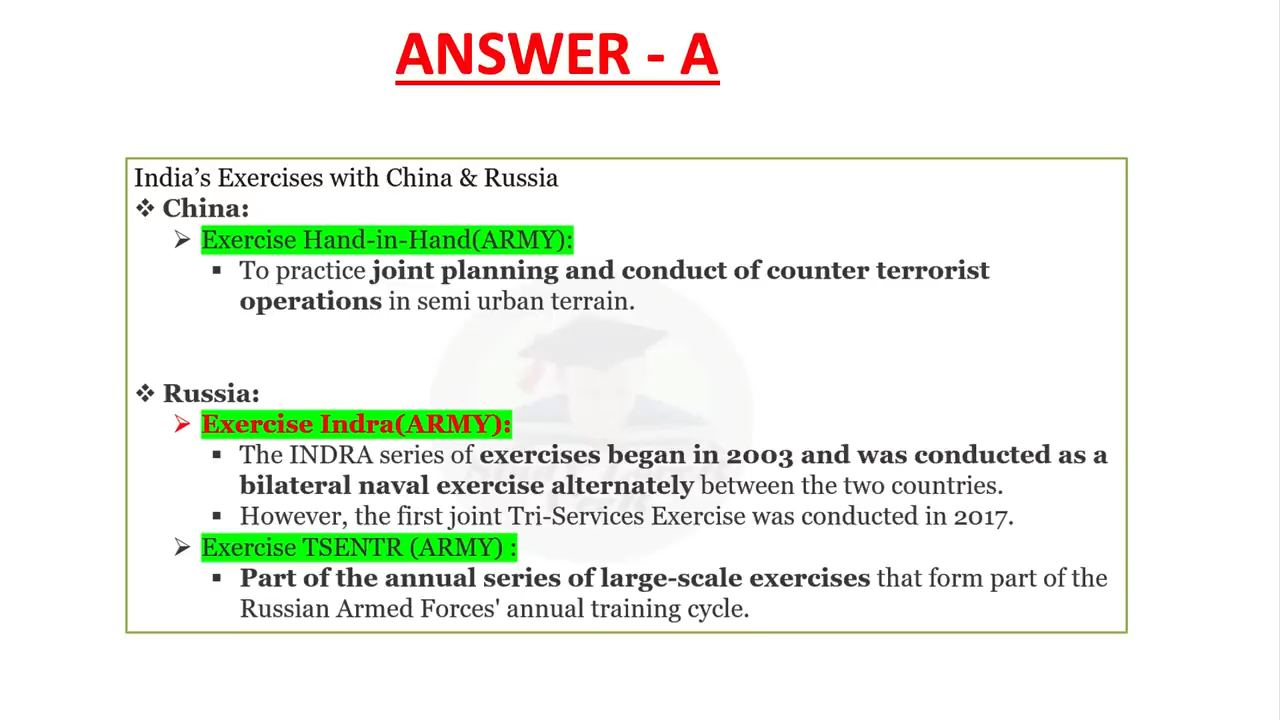 ANSWER - A
India’s Exercises with China & Russia
❖ China:
➢ Exercise Hand-in-Hand(ARMY):
▪ To practice joint planning and conduct of counter terrorist
operations in semi urban terrain.
❖ Russia:
➢ Exercise Indra(ARMY):
▪ The INDRA series of exercises began in 2003 and was conducted as a
bilateral naval exercise alternately between the two countries.
▪ However, the first joint Tri-Services Exercise was conducted in 2017.
➢ Exercise TSENTR (ARMY) :
▪ Part of the annual series of large-scale exercises that form part of the
Russian Armed Forces' annual training cycle.